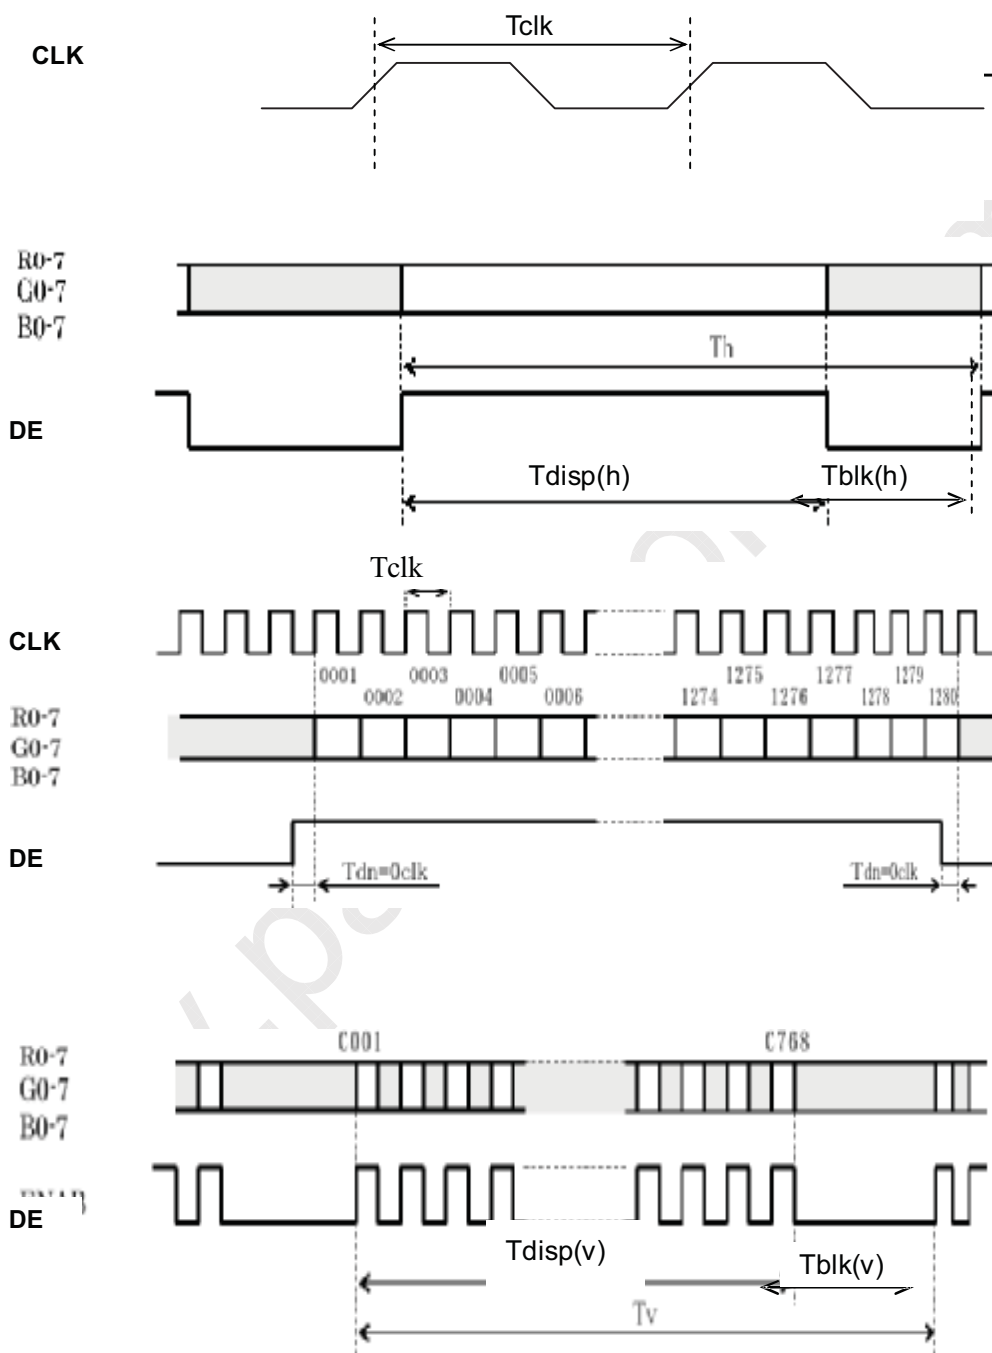 Tclk
CLK
R0-7
G0-7
B0-7
Th
DE
Tdisp(h) Tblk(h)
Tclk
CLK
0001 0003 0005 1275 1277 1279
0002 0004 0006 1274 1276 1278 1280
R0-7
G0-7
B0-7
DE
Tdn=0clk Tdn=0clk
C001 C768
R0-7
G0-7
B0-7
DE
Tdisp(v) Tblk(v)
Tv